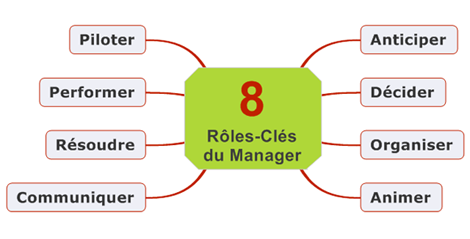 Piloter
Performer
Résoudre
Communiquer
8
Rôles-Clés
du Manager
Anticiper
Décider
Organiser
Animer